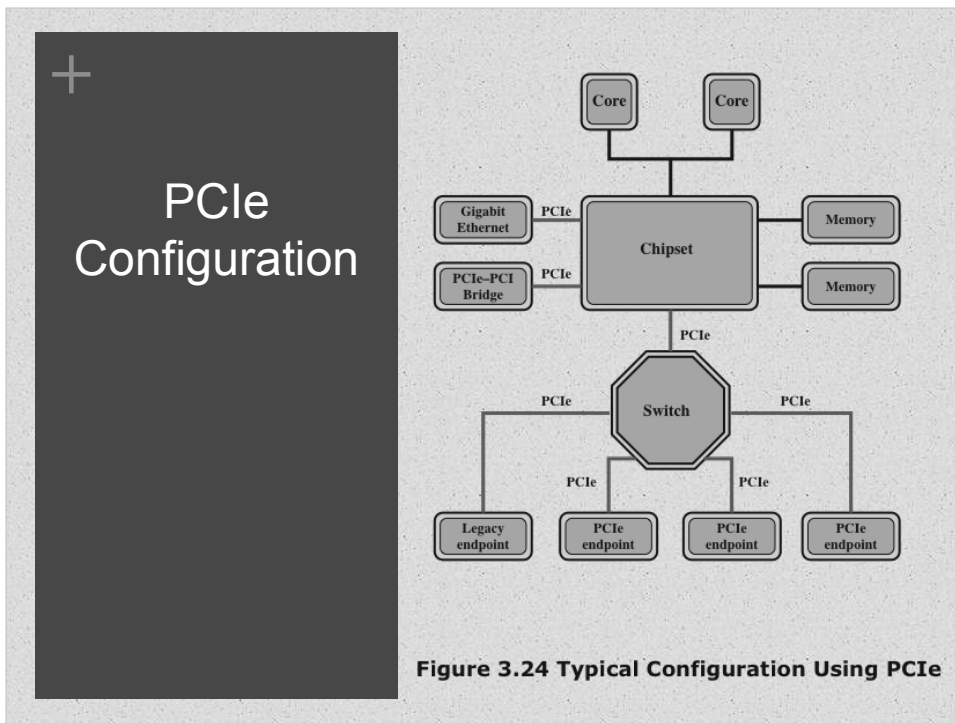 +
PCIe
Configuration
Core
Core
Gigabit
Ethernet
PCIe
Chipset
Memory
PCIe–PCI
Bridge
PCIe
Memory
PCIe
PCIe
Switch
PCIe
PCIe
PCIe
Legacy
endpoint
PCIe
endpoint
PCIe
endpoint
PCIe
endpoint
Figure 3.24 Typical Configuration Using PCIe